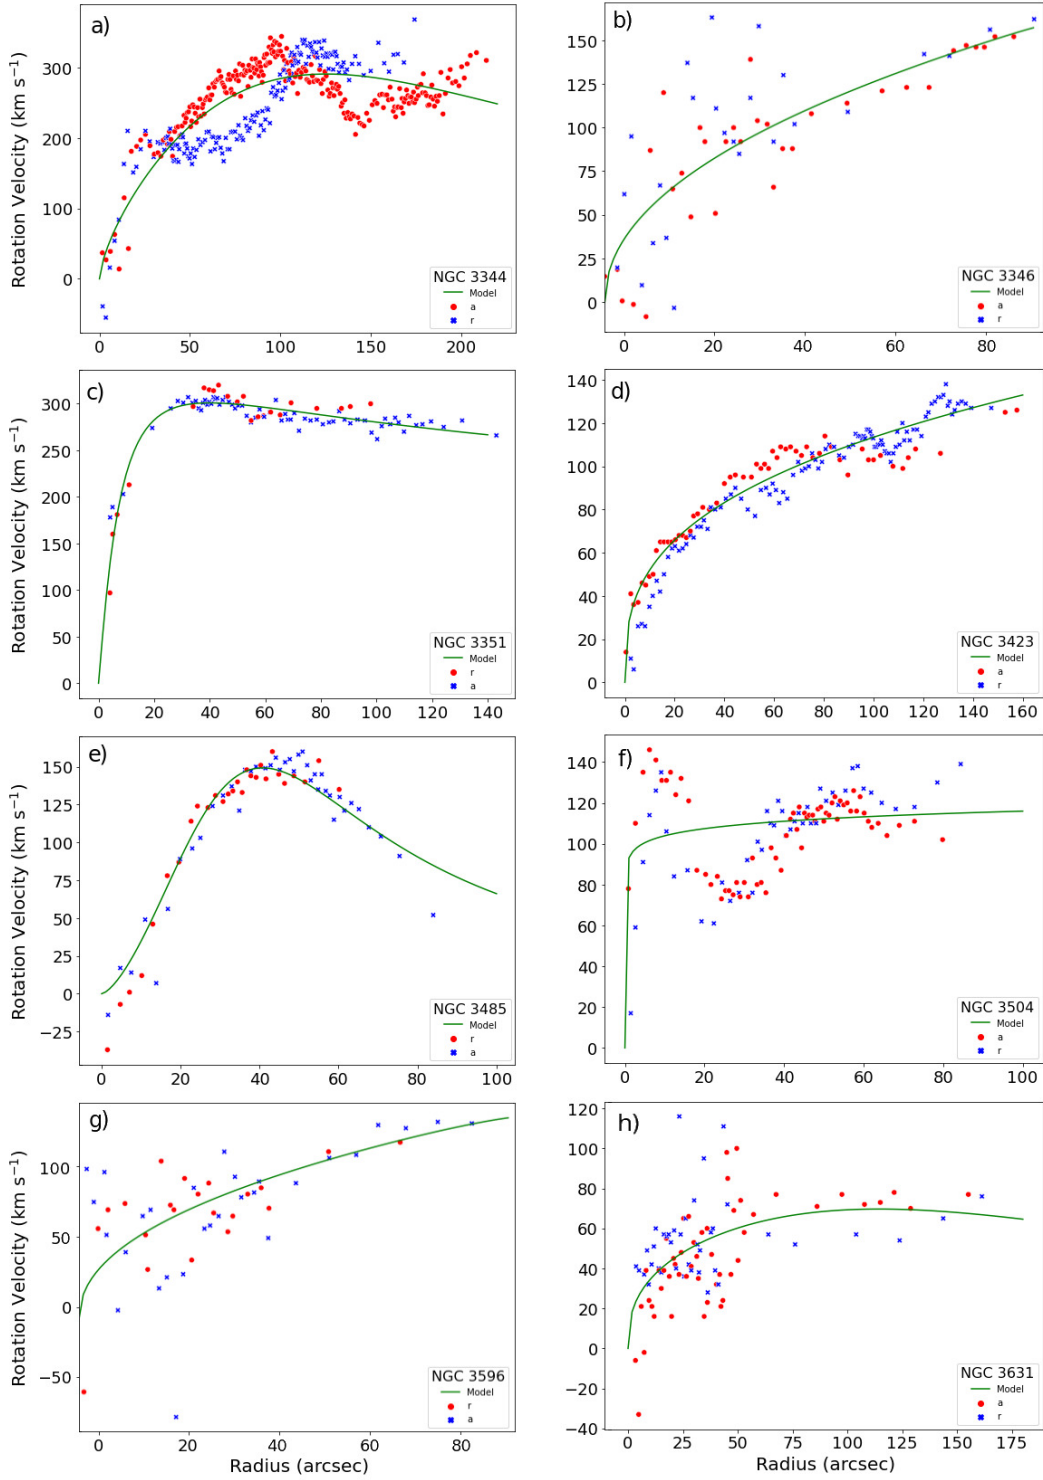 a)
Rotation Velocity (km s⁻¹)
300
200
100
0
0 50 100 150 200
NGC 3344
Model
a
r
b)
150
125
100
75
50
25
0
0 20 40 60 80
NGC 3346
Model
a
r
c)
Rotation Velocity (km s⁻¹)
300
250
200
150
100
50
0
0 20 40 60 80 100 120 140
NGC 3351
Model
r
a
d)
140
120
100
80
60
40
20
0
0 20 40 60 80 100 120 140 160
NGC 3423
Model
a
r
e)
Rotation Velocity (km s⁻¹)
150
125
100
75
50
25
0
−25
0 20 40 60 80 100
NGC 3485
Model
r
a
f)
140
120
100
80
60
40
20
0
0 20 40 60 80 100
NGC 3504
Model
a
r
g)
Rotation Velocity (km s⁻¹)
100
50
0
−50
0 20 40 60 80
Radius (arcsec)
NGC 3596
Model
r
a
h)
120
100
80
60
40
20
0
−20
−40
0 25 50 75 100 125 150 175
Radius (arcsec)
NGC 3631
Model
a
r